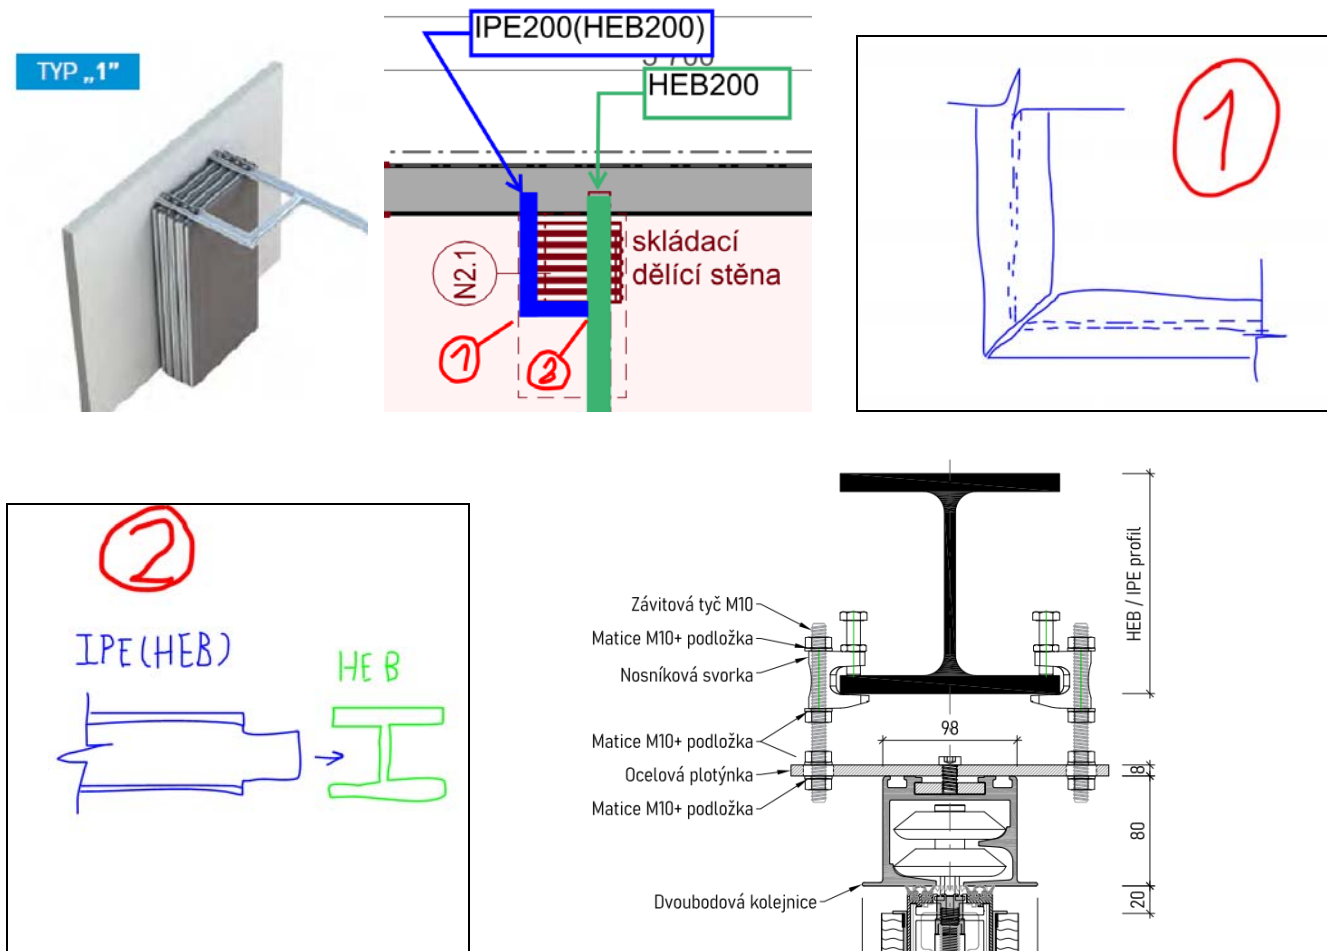 TYP „1”
IPE200(HEB200)
HEB200
skládací
dělící stěna
N2.1
1
2
1
2
IPE(HEB)
HEB
Závitová tyč M10
Matice M10+ podložka
Nosníková svorka
Matice M10+ podložka
Ocelová plotýnka
Matice M10+ podložka
Dvoubodová kolejnice
98
HEB / IPE profil
8
80
20